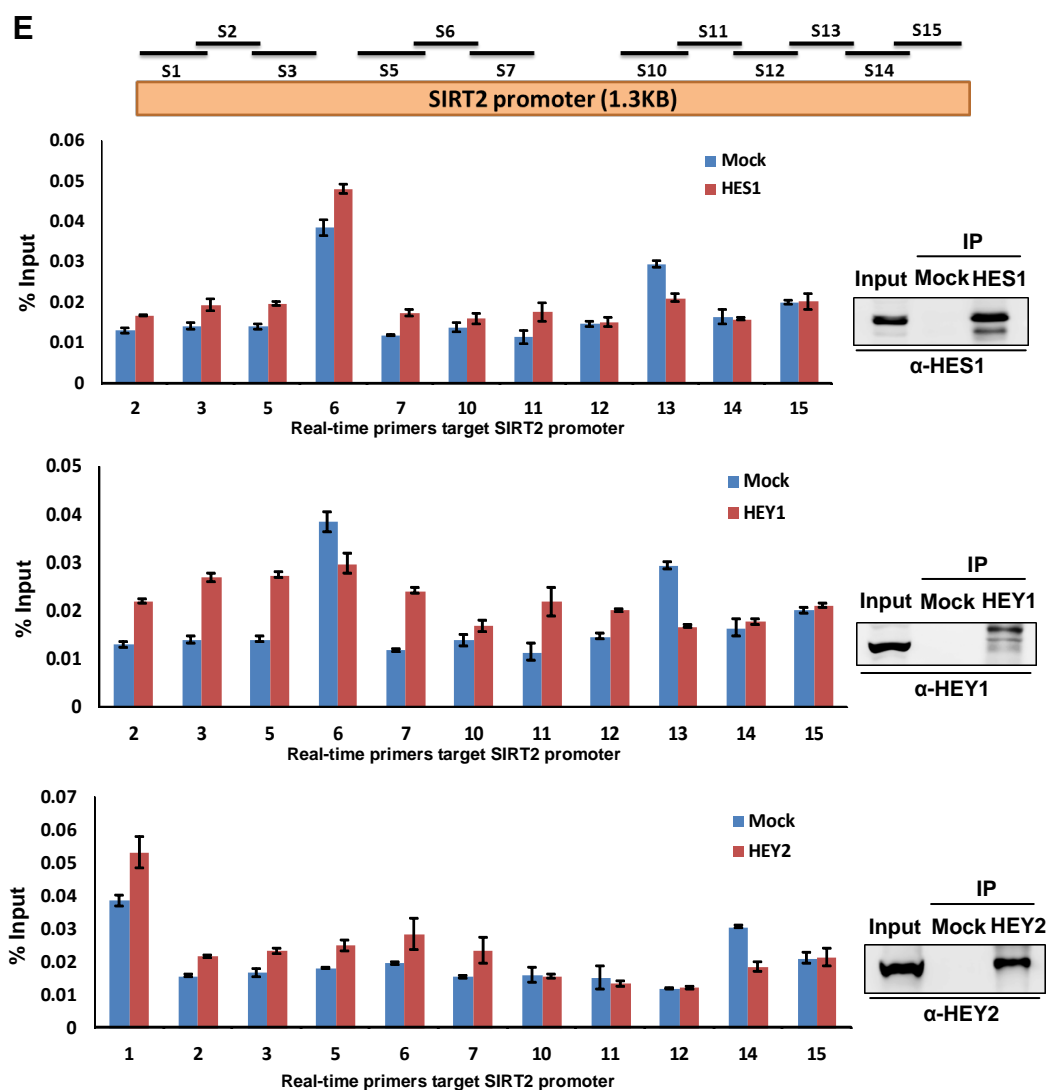 E
S2 S6 S11 S13 S15
S1 S3 S5 S7 S10 S12 S14
SIRT2 promoter (1.3KB)
0.06
0.05
0.04
0.03
0.02
0.01
0
% Input
Mock
HES1
2 3 5 6 7 10 11 12 13 14 15
Real-time primers target SIRT2 promoter
IP
Input Mock HES1
α-HES1
0.05
0.04
0.03
0.02
0.01
0
% Input
Mock
HEY1
2 3 5 6 7 10 11 12 13 14 15
Real-time primers target SIRT2 promoter
IP
Input Mock HEY1
α-HEY1
0.07
0.06
0.05
0.04
0.03
0.02
0.01
0
% Input
Mock
HEY2
1 2 3 5 6 7 10 11 12 14 15
Real-time primers target SIRT2 promoter
IP
Input Mock HEY2
α-HEY2